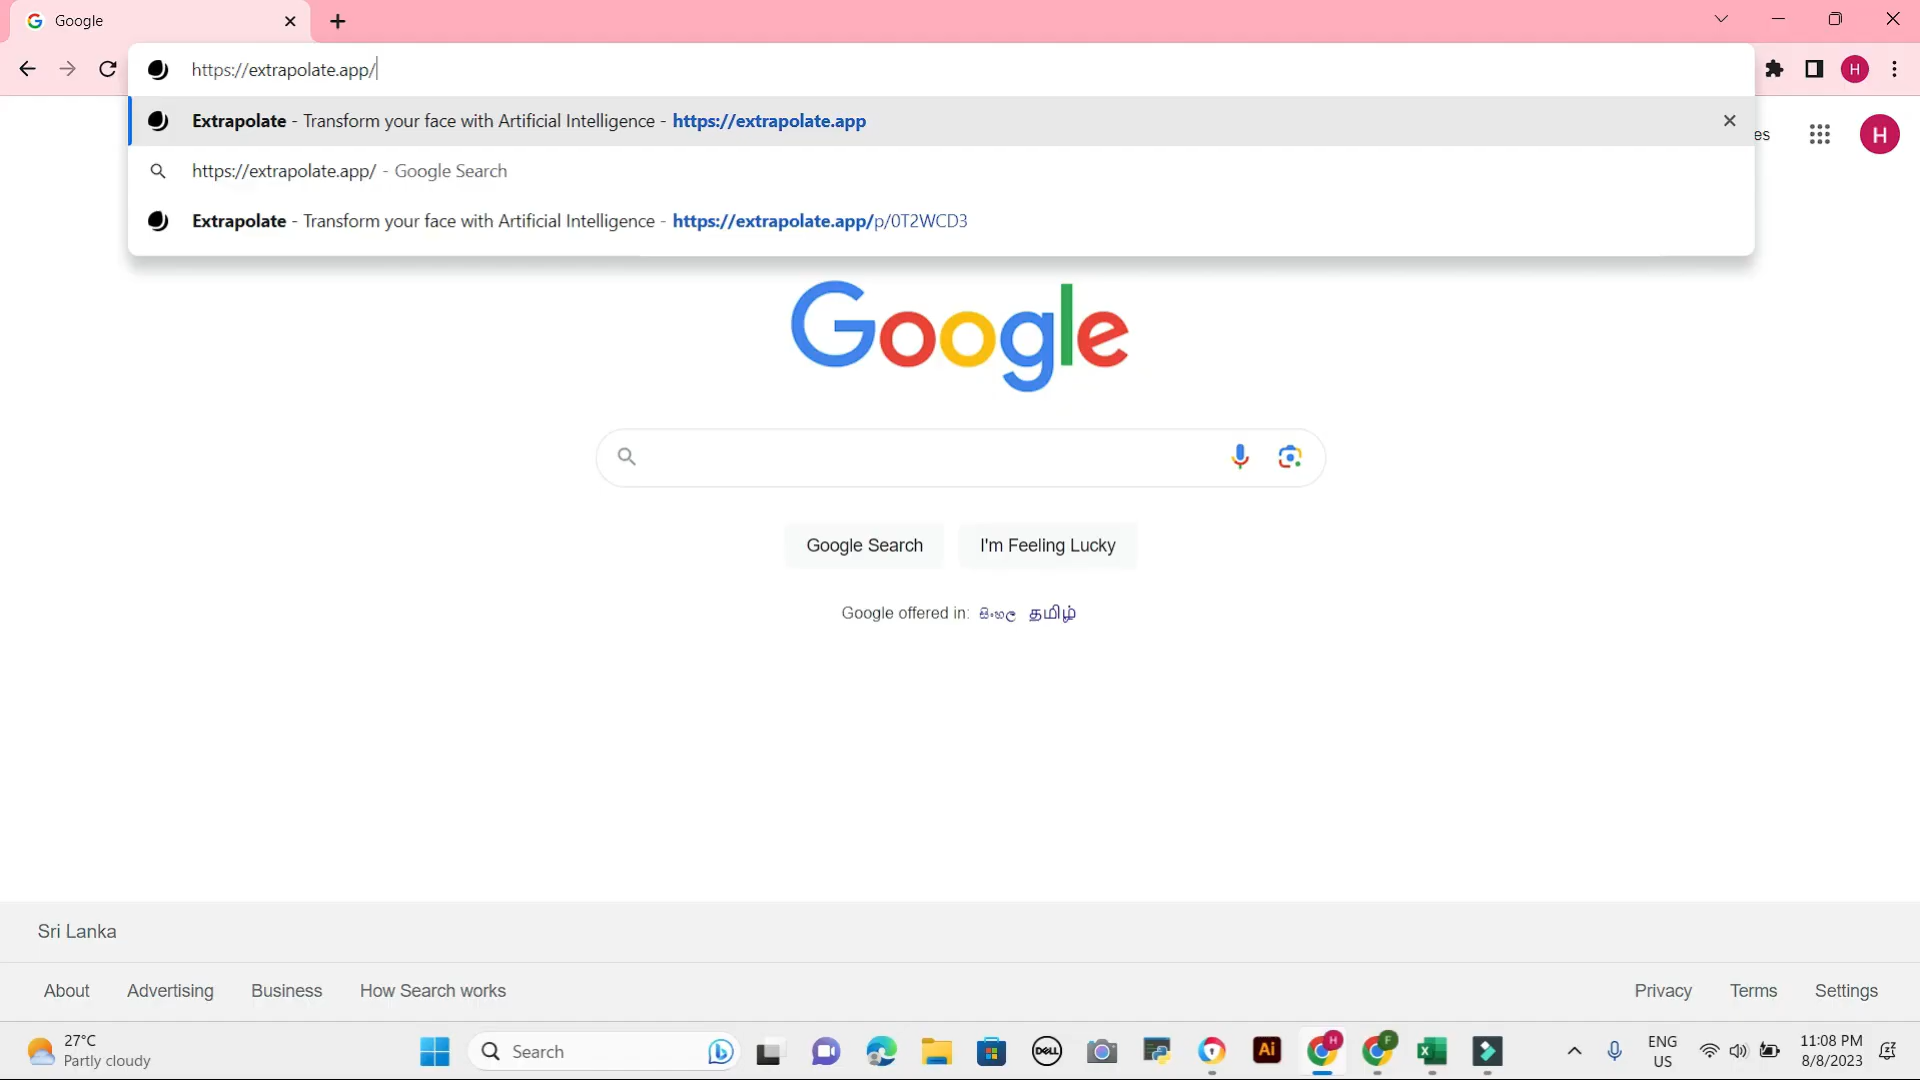 Google
https://extrapolate.app/
H
Extrapolate - Transform your face with Artificial Intelligence - https://extrapolate.app
es
H
https://extrapolate.app/ - Google Search
Extrapolate - Transform your face with Artificial Intelligence - https://extrapolate.app/p/0T2WCD3
Google
Google Search
I'm Feeling Lucky
Google offered in: සිංහල தமிழ்
Sri Lanka
About
Advertising
Business
How Search works
Privacy
Terms
Settings
27°C
Partly cloudy
Search
DELL
Ai
H
F
ENG
US
11:08 PM
8/8/2023